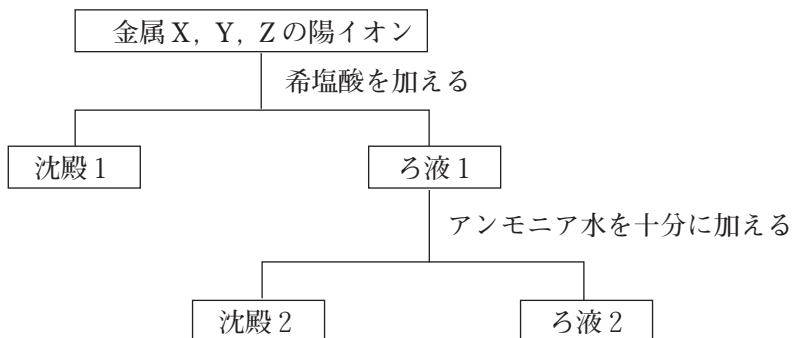 金属X, Y, Zの陽イオン
希塩酸を加える
沈殿1
ろ液1
アンモニア水を十分に加える
沈殿2
ろ液2